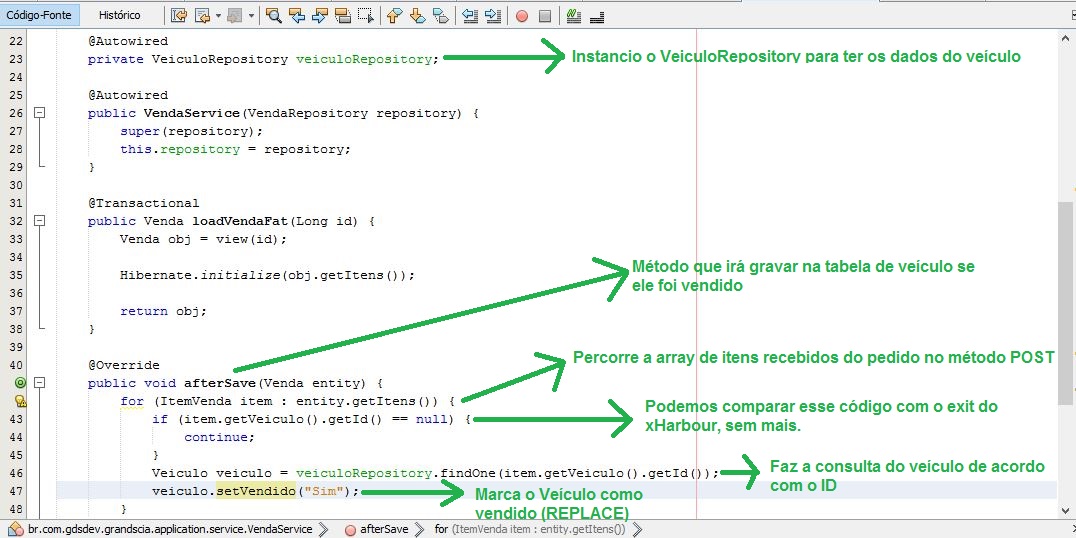 Código-Fonte Histórico
22 @Autowired
23 private VeiculoRepository veiculoRepository; Instancio o VeiculoRepository para ter os dados do veículo
24
25 @Autowired
26 public VendaService(VendaRepository repository) {
27 super(repository);
28 this.repository = repository;
29 }
30
31 @Transactional
32 public Venda loadVendaFat(Long id) {
33 Venda obj = view(id);
34
Método que irá gravar na tabela de veículo se
35 Hibernate.initialize(obj.getItens());
ele foi vendido
36
37 return obj;
38 }
39
Percorre a array de itens recebidos do pedido no método POST
40 @Override
public void afterSave(Venda entity) {
for (ItemVenda item : entity.getItens()) {
Podemos comparar esse código com o exit do
43 if (item.getVeiculo().getId() == null) {
xHarbour, sem mais.
44 continue;
45 }
Faz a consulta do veículo de acordo
46 Veiculo veiculo = veiculoRepository.findOne(item.getVeiculo().getId());
com o ID
47 veiculo.setVendido("Sim");
Marca o Veículo como
48 }
vendido (REPLACE)
br.com.gdsdev.grandscia.application.service.VendaService afterSave for (ItemVenda item : entity.getItens())